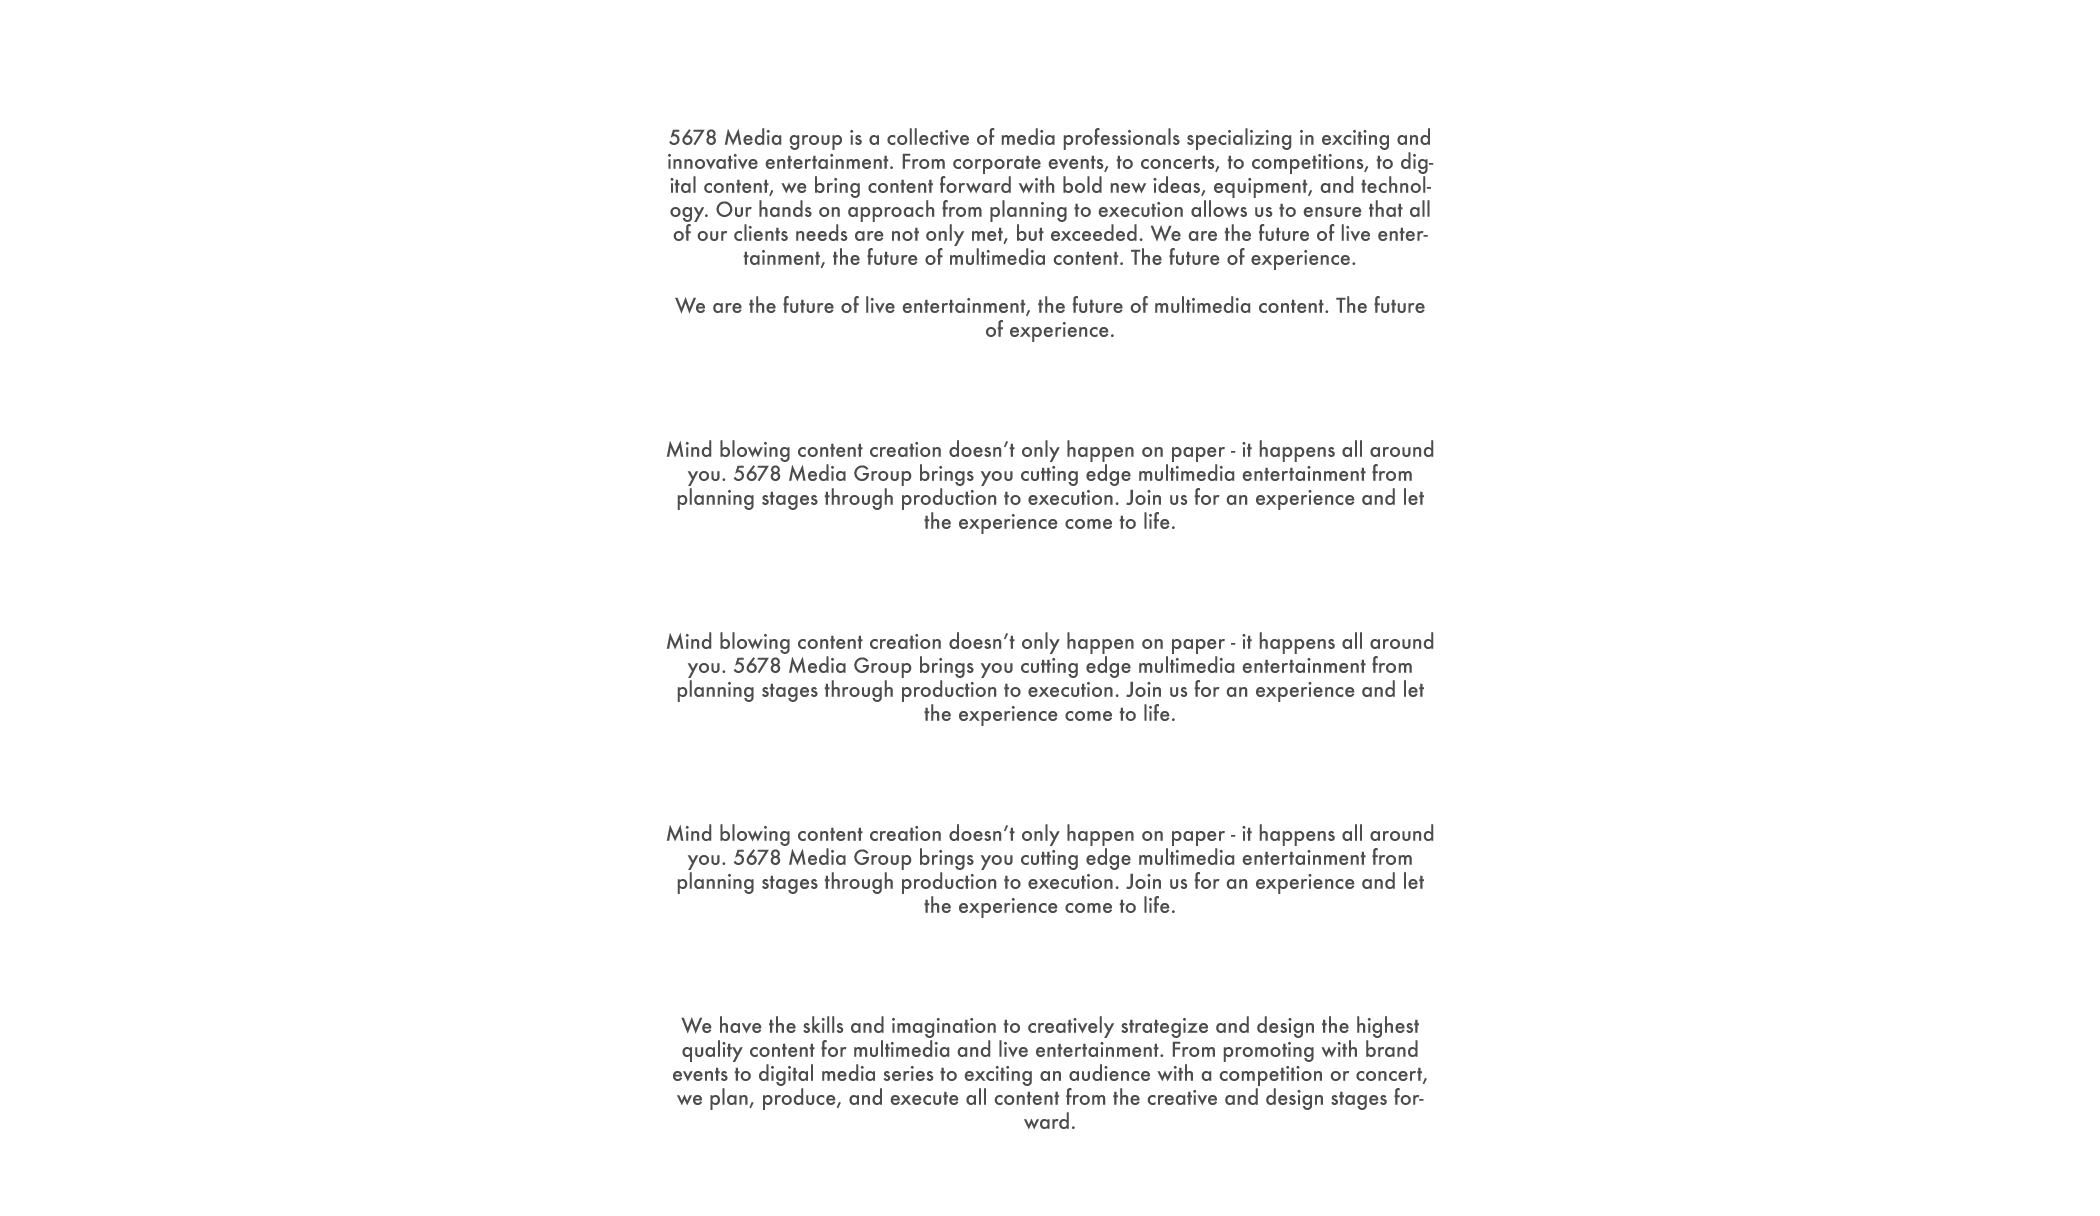 5678 Media group is a collective of media professionals specializing in exciting and
innovative entertainment. From corporate events, to concerts, to competitions, to dig-
ital content, we bring content forward with bold new ideas, equipment, and technol-
ogy. Our hands on approach from planning to execution allows us to ensure that all
of our clients needs are not only met, but exceeded. We are the future of live enter-
tainment, the future of multimedia content. The future of experience.
We are the future of live entertainment, the future of multimedia content. The future
of experience.
Mind blowing content creation doesn’t only happen on paper - it happens all around
you. 5678 Media Group brings you cutting edge multimedia entertainment from
planning stages through production to execution. Join us for an experience and let
the experience come to life.
Mind blowing content creation doesn’t only happen on paper - it happens all around
you. 5678 Media Group brings you cutting edge multimedia entertainment from
planning stages through production to execution. Join us for an experience and let
the experience come to life.
Mind blowing content creation doesn’t only happen on paper - it happens all around
you. 5678 Media Group brings you cutting edge multimedia entertainment from
planning stages through production to execution. Join us for an experience and let
the experience come to life.
We have the skills and imagination to creatively strategize and design the highest
quality content for multimedia and live entertainment. From promoting with brand
events to digital media series to exciting an audience with a competition or concert,
we plan, produce, and execute all content from the creative and design stages for-
ward.